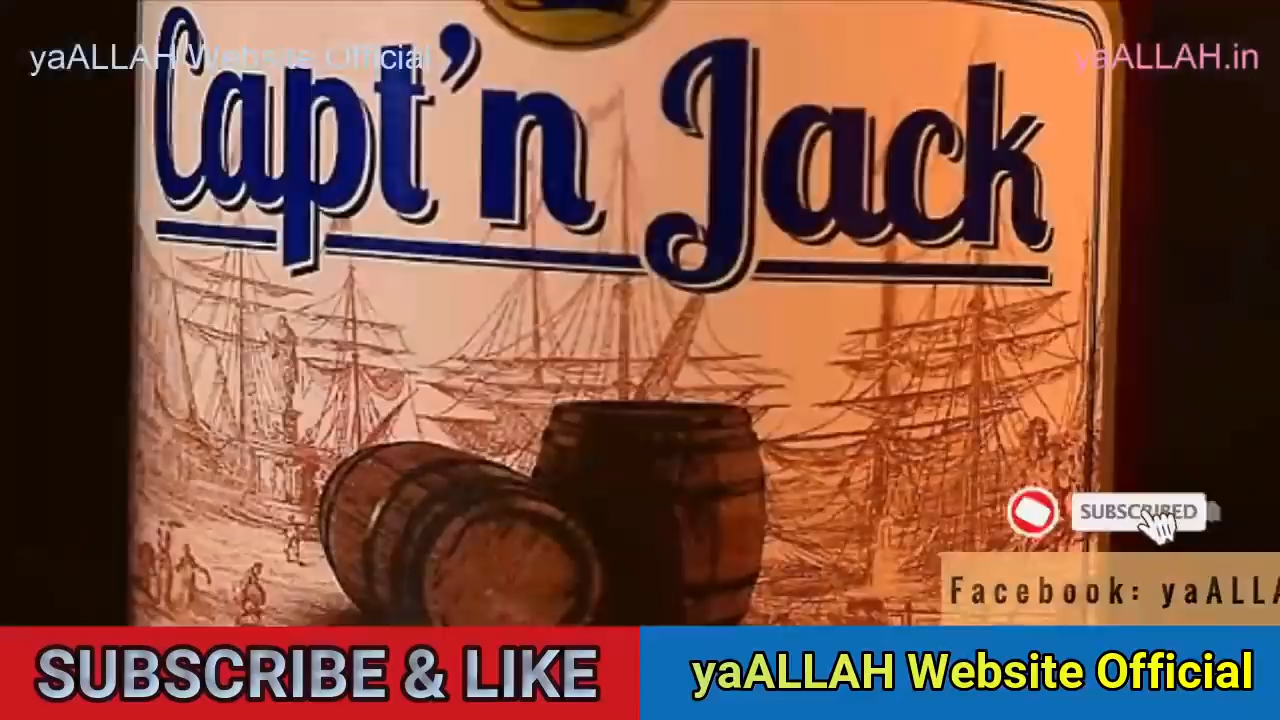 yaALLAH Website Official
yaALLAH.in
Capt'n Jack
SUBSCRIBED
Facebook: yaALLA
SUBSCRIBE & LIKE
yaALLAH Website Official